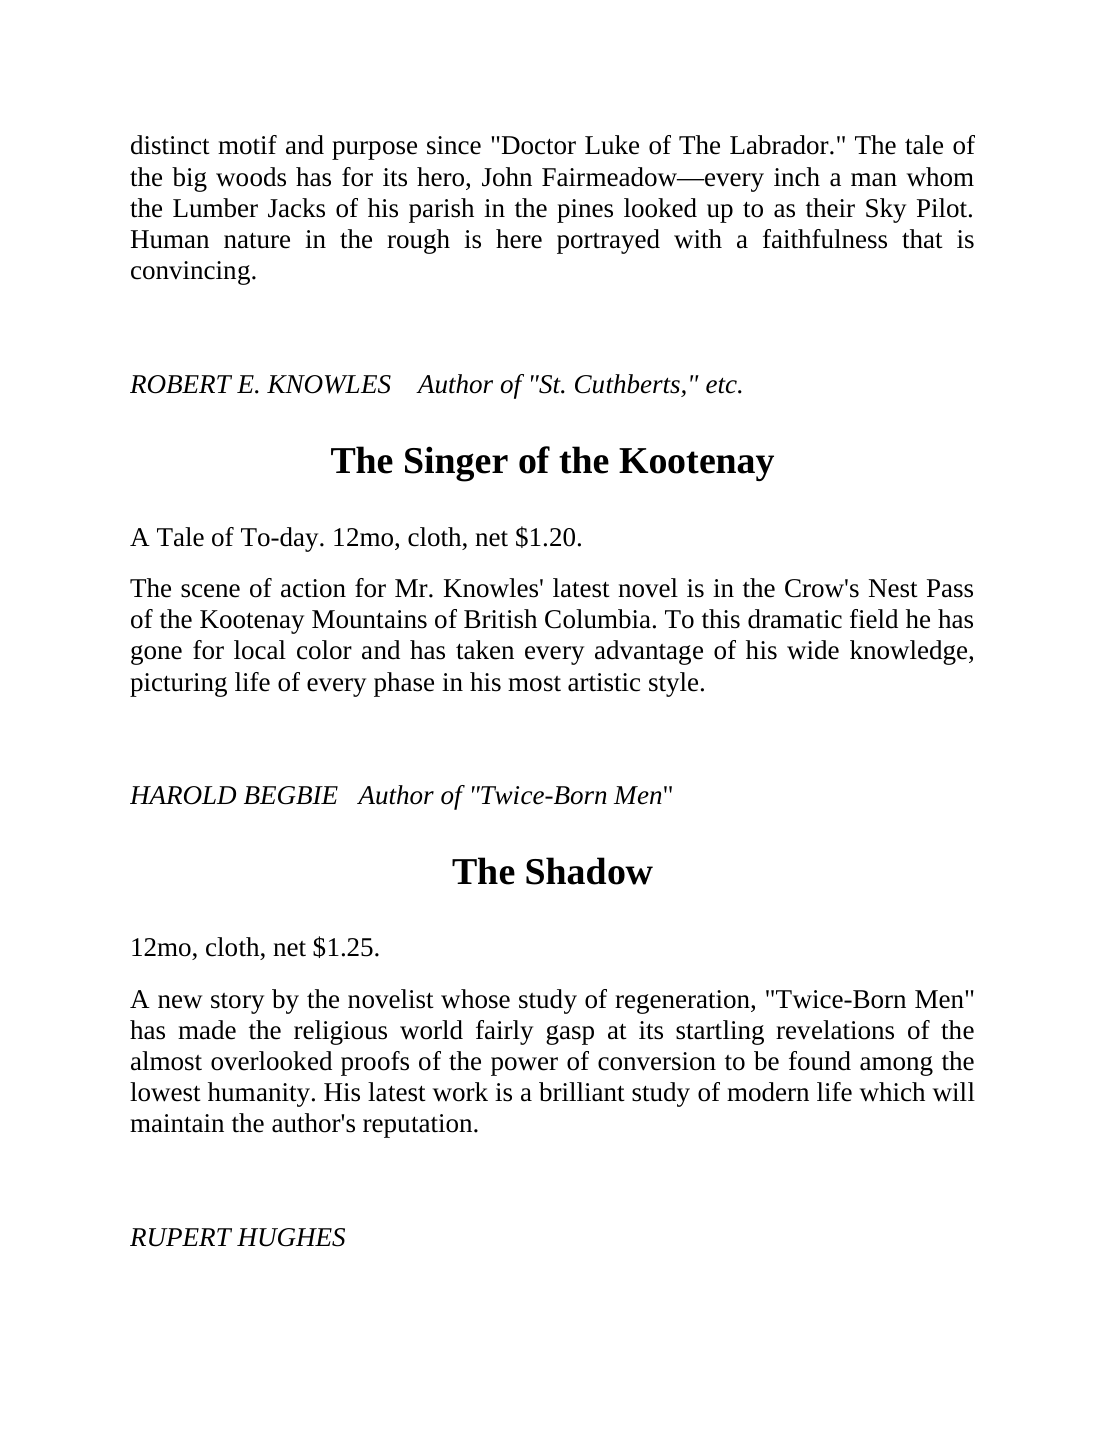 distinct motif and purpose since "Doctor Luke of The Labrador." The tale of
the big woods has for its hero, John Fairmeadow—every inch a man whom
the Lumber Jacks of his parish in the pines looked up to as their Sky Pilot.
Human nature in the rough is here portrayed with a faithfulness that is
convincing.
ROBERT E. KNOWLES Author of "St. Cuthberts," etc.
The Singer of the Kootenay
A Tale of To-day. 12mo, cloth, net $1.20.
The scene of action for Mr. Knowles' latest novel is in the Crow's Nest Pass
of the Kootenay Mountains of British Columbia. To this dramatic field he has
gone for local color and has taken every advantage of his wide knowledge,
picturing life of every phase in his most artistic style.
HAROLD BEGBIE Author of "Twice-Born Men"
The Shadow
12mo, cloth, net $1.25.
A new story by the novelist whose study of regeneration, "Twice-Born Men"
has made the religious world fairly gasp at its startling revelations of the
almost overlooked proofs of the power of conversion to be found among the
lowest humanity. His latest work is a brilliant study of modern life which will
maintain the author's reputation.
RUPERT HUGHES